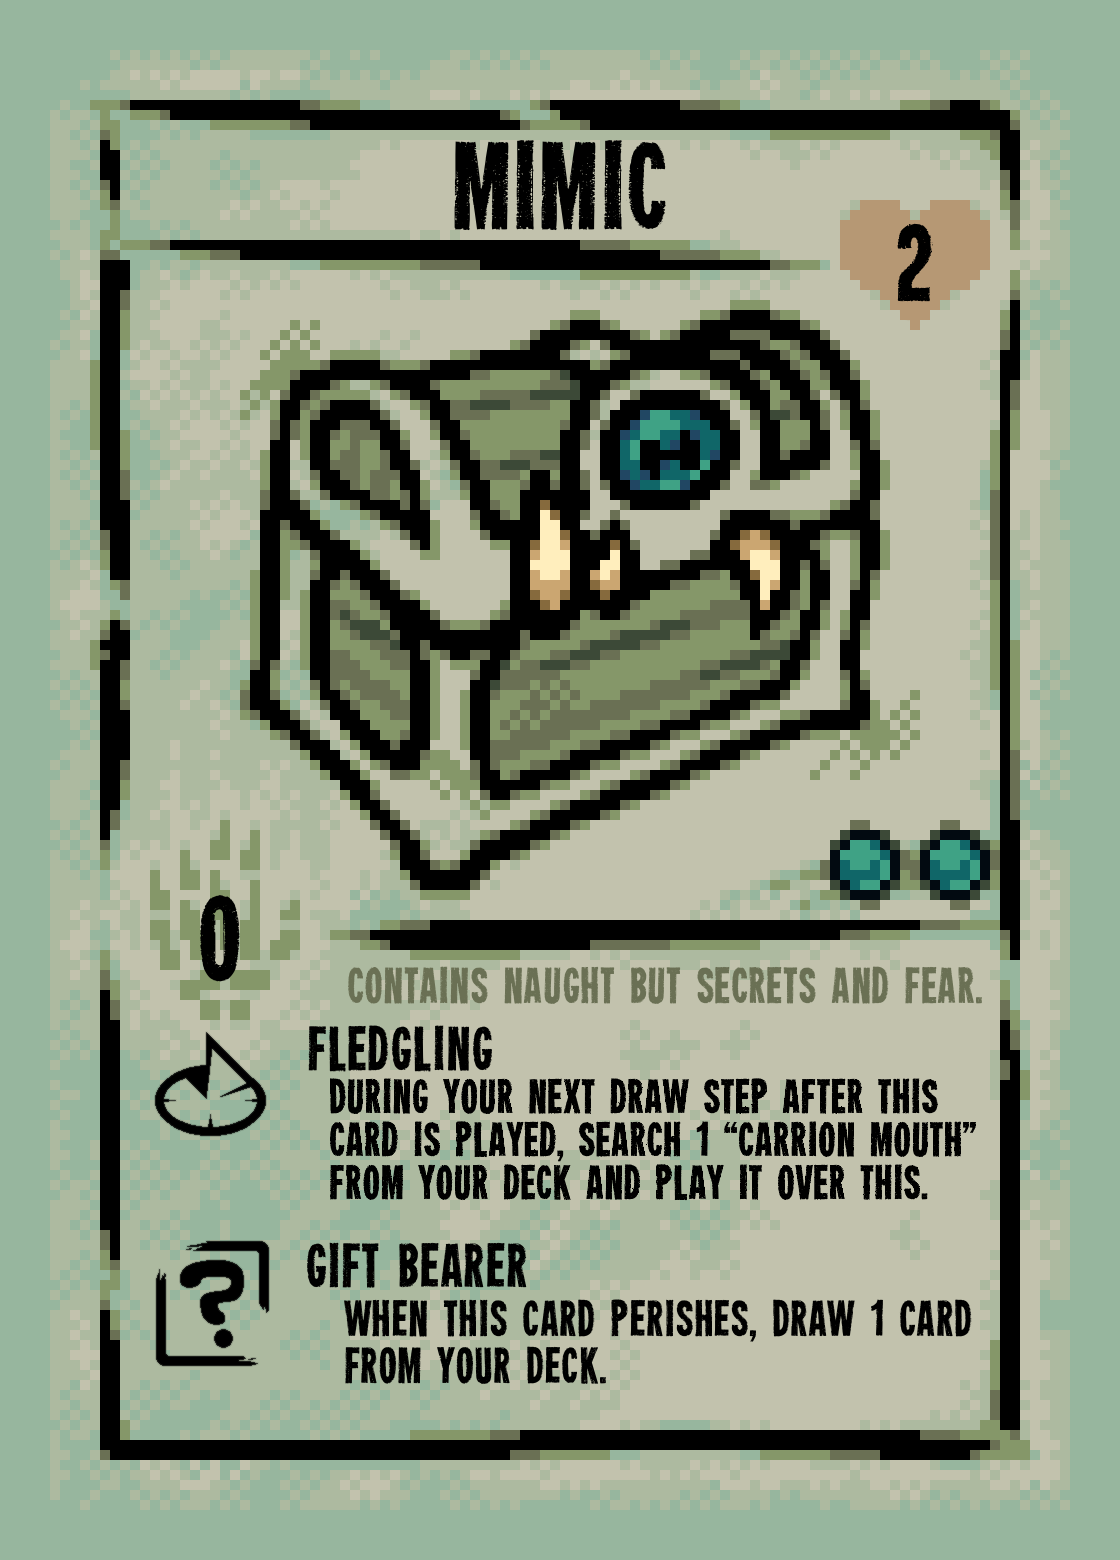 MIMIC
2
0
CONTAINS NAUGHT BUT SECRETS AND FEAR.
FLEDGLING
DURING YOUR NEXT DRAW STEP AFTER THIS
CARD IS PLAYED, SEARCH 1 “CARRION MOUTH”
FROM YOUR DECK AND PLAY IT OVER THIS.
?
GIFT BEARER
WHEN THIS CARD PERISHES, DRAW 1 CARD
FROM YOUR DECK.